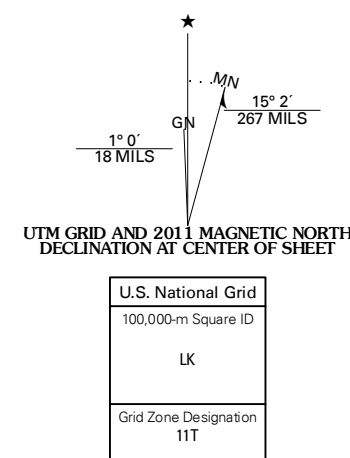 ★
MN
15° 2´
267 MILS
GN
1° 0´
18 MILS
UTM GRID AND 2011 MAGNETIC NORTH
DECLINATION AT CENTER OF SHEET
U.S. National Grid
100,000-m Square ID
LK
Grid Zone Designation
11T